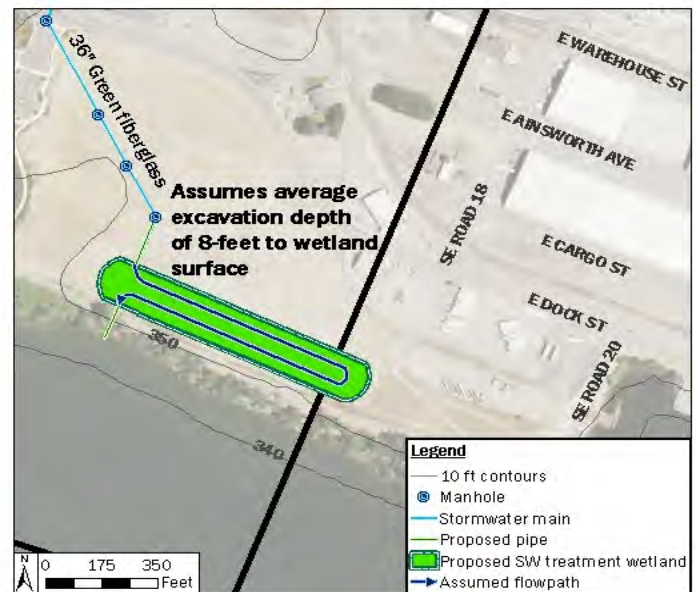 36" Green fiberglass
E WAREHOUSE ST
E AINSWORTH AVE
Assumes average
excavation depth
of 8-feet to wetland
surface
SE ROAD 18
E CARGO ST
E DOCK ST
SE ROAD 20
350
340
Legend
10 ft contours
Manhole
Stormwater main
Proposed pipe
Proposed SW treatment wetland
Assumed flowpath
N
0 175 350
Feet